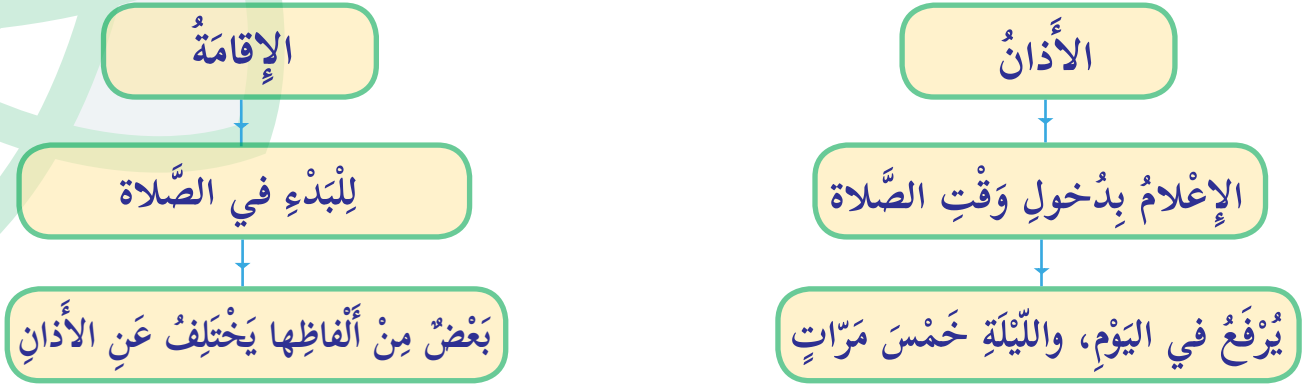 الأَذانُ
الإِعْلامُ بِدُخولِ وَقْتِ الصَّلاة
يُرْفَعُ في اليَوْمِ، واللّيْلَةِ خَمْسَ مَرّاتٍ
الإِقامَةُ
لِلْبَدْءِ في الصَّلاة
بَعْضٌ مِنْ أَلْفاظِها يَخْتَلِفُ عَنِ الأَذانِ